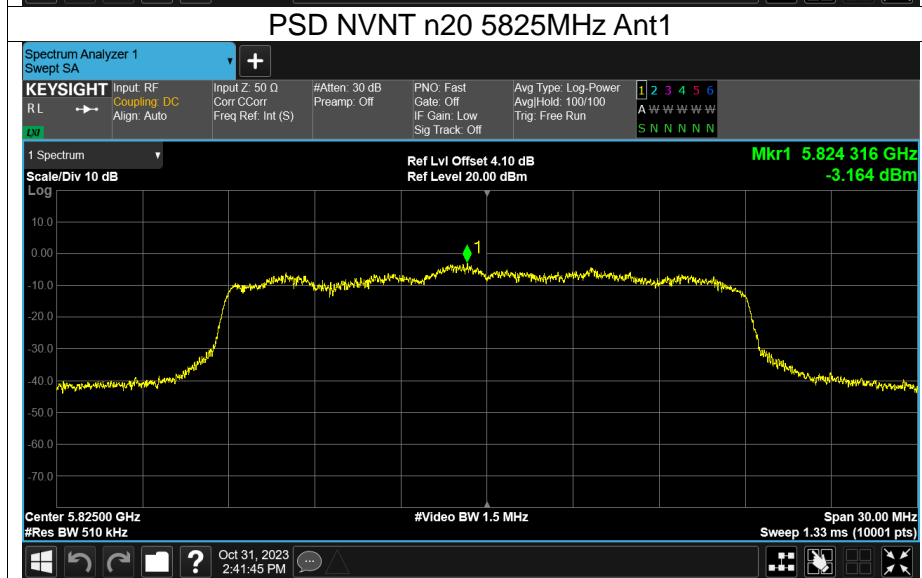 PSD NVNT n20 5825MHz Ant1
Spectrum Analyzer 1
Swept SA
+
KEYSIGHT
RL
LXI
Input: RF
Coupling: DC
Align: Auto
Input Z: 50 Ω
Corr CCorr
Freq Ref: Int (S)
#Atten: 30 dB
Preamp: Off
PNO: Fast
Gate: Off
IF Gain: Low
Sig Track: Off
Avg Type: Log-Power
Avg|Hold: 100/100
Trig: Free Run
1 2 3 4 5 6
A W W W W W
S N N N N N
1 Spectrum
Scale/Div 10 dB
Ref Lvl Offset 4.10 dB
Ref Level 20.00 dBm
Mkr1 5.824 316 GHz
-3.164 dBm
Log
10.0
0.00
-10.0
-20.0
-30.0
-40.0
-50.0
-60.0
-70.0
1
Center 5.82500 GHz
#Res BW 510 kHz
#Video BW 1.5 MHz
Span 30.00 MHz
Sweep 1.33 ms (10001 pts)
?
Oct 31, 2023
2:41:45 PM